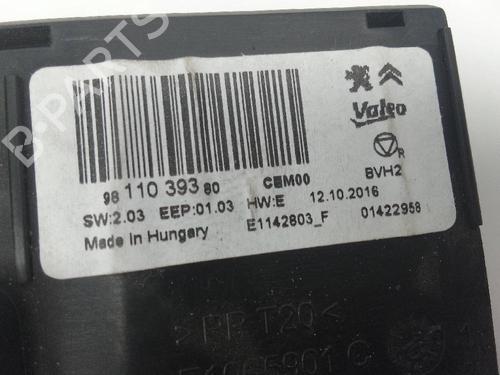 B-PARTS
Valeo
R
98 110 393 80 CEM00 BVH2
SW:2.03 EEP:01.03 HW:E 12.10.2016
Made in Hungary E1142803_F 01422958
>PP T20<